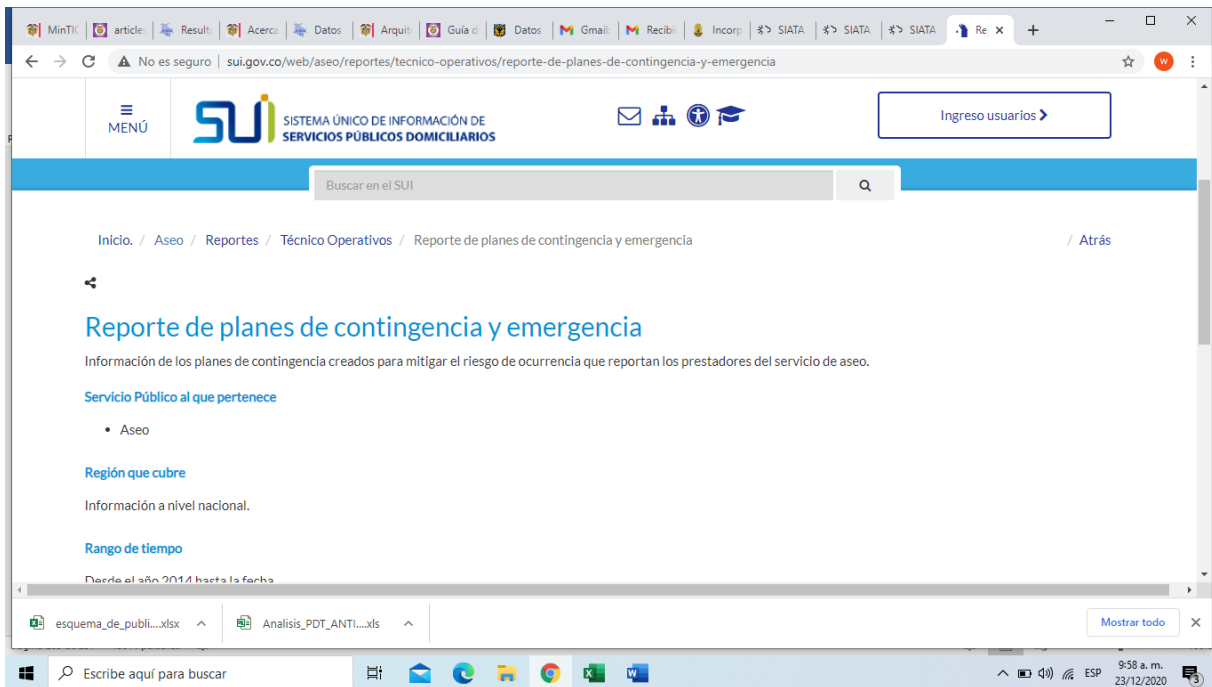 MinTIC
article
Result
Acerca
Datos
Arquit
Guía d
Datos
Gmail
Recibi
Incorp
SIATA
SIATA
SIATA
Re
No es seguro | sui.gov.co/web/aseo/reportes/tecnico-operativos/reporte-de-planes-de-contingencia-y-emergencia
W
MENÚ
SUI
SISTEMA ÚNICO DE INFORMACIÓN DE
SERVICIOS PÚBLICOS DOMICILIARIOS
Ingreso usuarios
Buscar en el SUI
Inicio. / Aseo / Reportes / Técnico Operativos / Reporte de planes de contingencia y emergencia / Atrás
Reporte de planes de contingencia y emergencia
Información de los planes de contingencia creados para mitigar el riesgo de ocurrencia que reportan los prestadores del servicio de aseo.
Servicio Público al que pertenece
• Aseo
Región que cubre
Información a nivel nacional.
Rango de tiempo
Desde el año 2014 hasta la fecha
esquema_de_publi....xlsx
Analisis_PDT_ANTI....xls
Mostrar todo
Escribe aquí para buscar
ESP
9:58 a. m.
23/12/2020
3